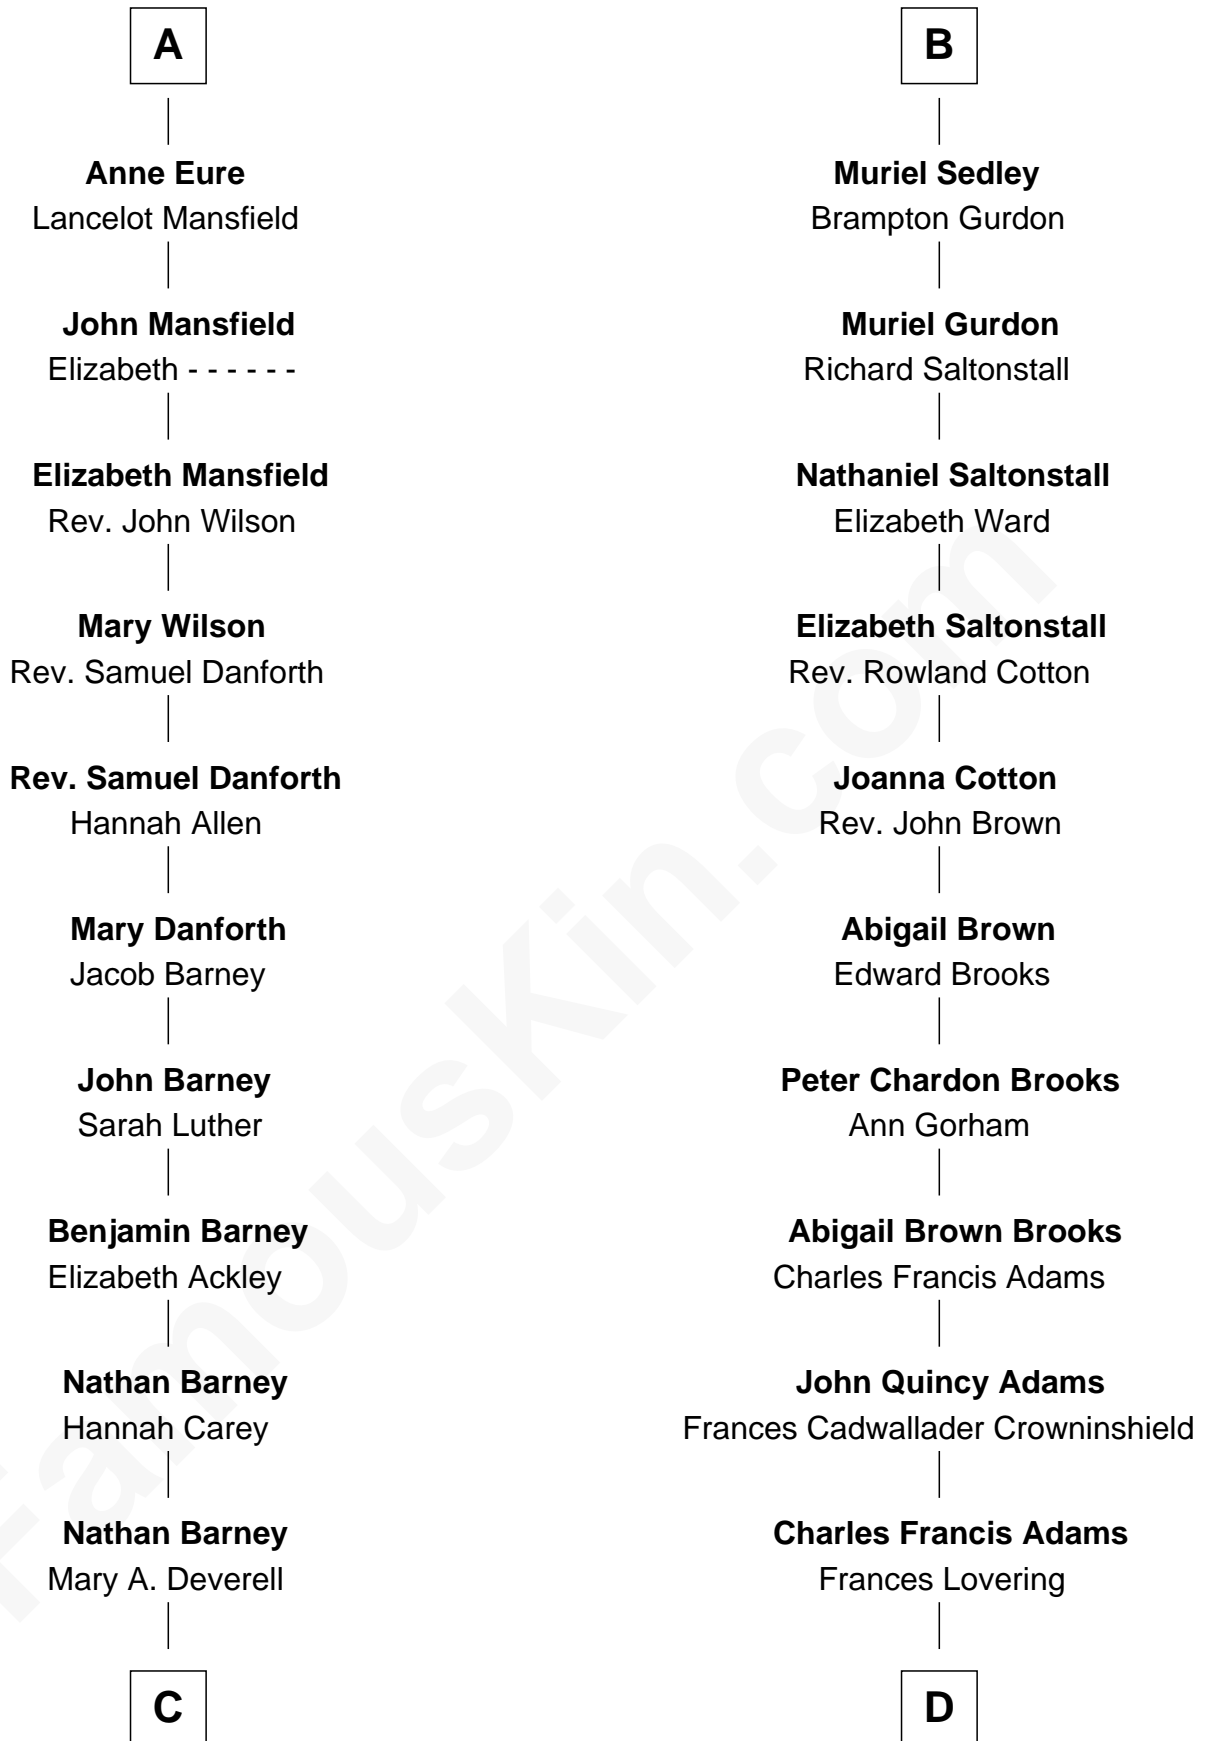 A
Anne Eure
Lancelot Mansfield
John Mansfield
Elizabeth - - - - - -
Elizabeth Mansfield
Rev. John Wilson
Mary Wilson
Rev. Samuel Danforth
Rev. Samuel Danforth
Hannah Allen
Mary Danforth
Jacob Barney
John Barney
Sarah Luther
Benjamin Barney
Elizabeth Ackley
Nathan Barney
Hannah Carey
Nathan Barney
Mary A. Deverell
C
B
Muriel Sedley
Brampton Gurdon
Muriel Gurdon
Richard Saltonstall
Nathaniel Saltonstall
Elizabeth Ward
Elizabeth Saltonstall
Rev. Rowland Cotton
Joanna Cotton
Rev. John Brown
Abigail Brown
Edward Brooks
Peter Chardon Brooks
Ann Gorham
Abigail Brown Brooks
Charles Francis Adams
John Quincy Adams
Frances Cadwallader Crowninshield
Charles Francis Adams
Frances Lovering
D
FamousKin.com